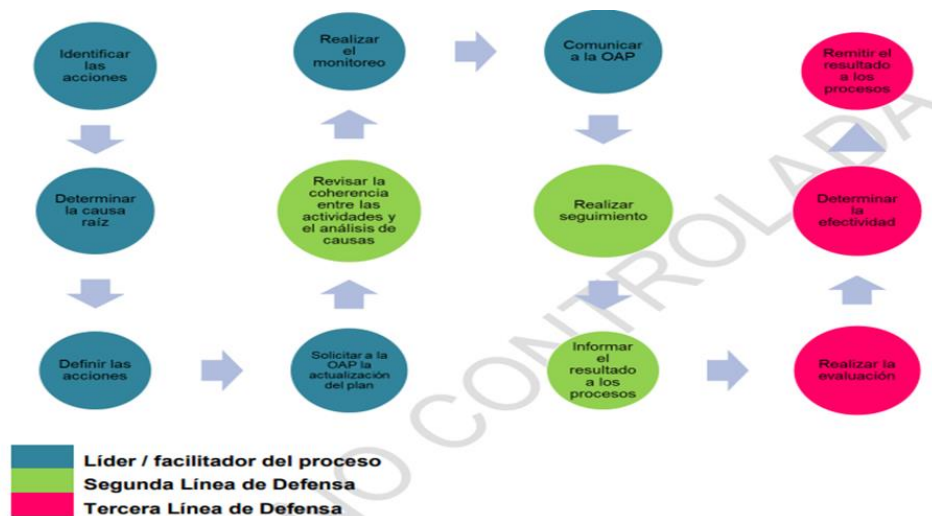 Identificar
las
acciones
Determinar
la causa
raíz
Definir las
acciones
Solicitar a la
OAP la
actualización
del plan
Revisar la
coherencia
entre las
actividades y
el análisis de
causas
Realizar
el
monitoreo
Comunicar
a la OAP
Realizar
seguimiento
Informar
el
resultado
a los
procesos
Realizar la
evaluación
Determinar
la
efectividad
Remitir el
resultado
a los
procesos
Líder / facilitador del proceso
Segunda Línea de Defensa
Tercera Línea de Defensa
NO CONTROLADA